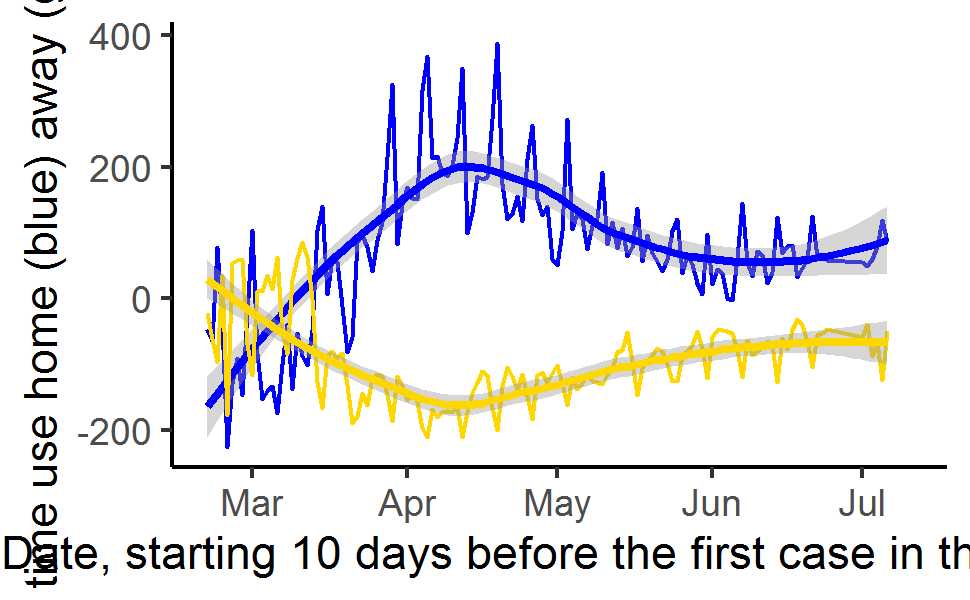 time use home (blue) away (
400
200
0
-200
Mar Apr May Jun Jul
Date, starting 10 days before the first case in th